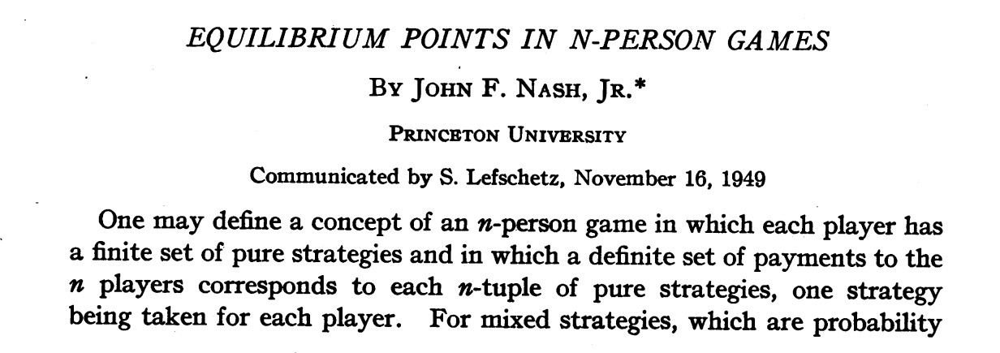 EQUILIBRIUM POINTS IN N-PERSON GAMES
BY JOHN F. NASH, JR.*
PRINCETON UNIVERSITY
Communicated by S. Lefschetz, November 16, 1949
One may define a concept of an n-person game in which each player has
a finite set of pure strategies and in which a definite set of payments to the
n players corresponds to each n-tuple of pure strategies, one strategy
being taken for each player. For mixed strategies, which are probability